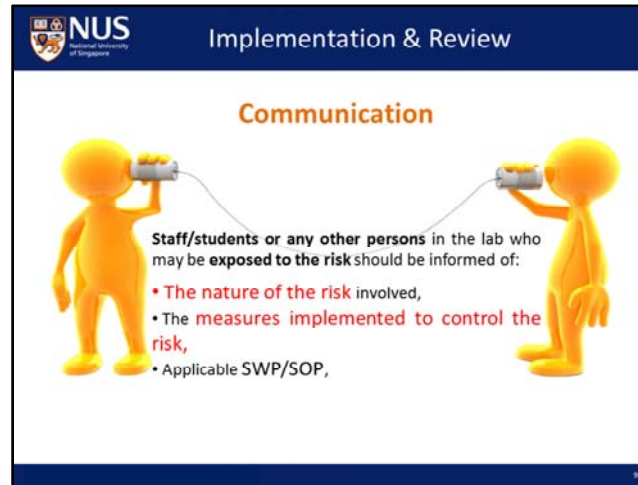 NUS
National University
of Singapore
Implementation & Review
Communication
Staff/students or any other persons in the lab who
may be exposed to the risk should be informed of:
• The nature of the risk involved,
• The measures implemented to control the
risk,
• Applicable SWP/SOP,